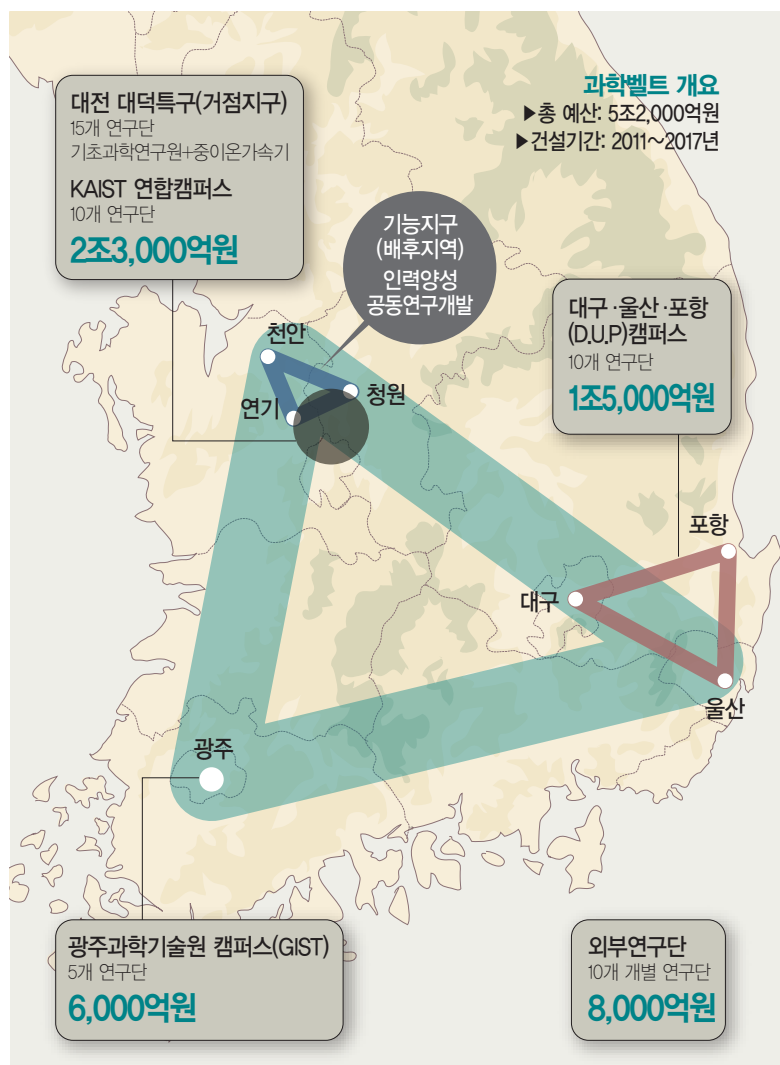 과학벨트 개요
▶총 예산: 5조2,000억원
▶건설기간: 2011~2017년
대전 대덕특구(거점지구)
15개 연구단
기초과학연구원+중이온가속기
KAIST 연합캠퍼스
10개 연구단
2조3,000억원
기능지구
(배후지역)
인력양성
공동연구개발
대구·울산·포항
(D.U.P)캠퍼스
10개 연구단
1조5,000억원
천안
연기
청원
포항
대구
울산
광주
광주과학기술원 캠퍼스(GIST)
5개 연구단
6,000억원
외부연구단
10개 개별 연구단
8,000억원